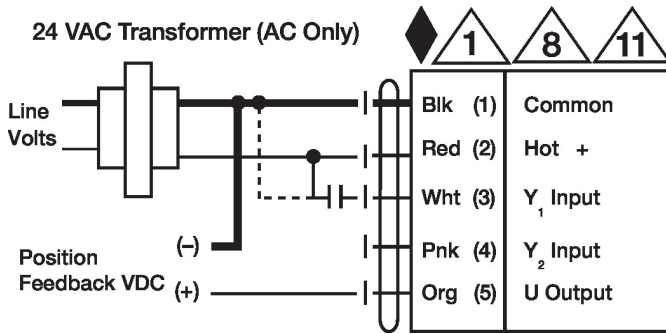 24 VAC Transformer (AC Only)
1 8 11
Line
Volts
Blk (1) Common
Red (2) Hot +
Wht (3) Y1 Input
Pnk (4) Y2 Input
Org (5) U Output
Position
Feedback VDC
(–)
(+)